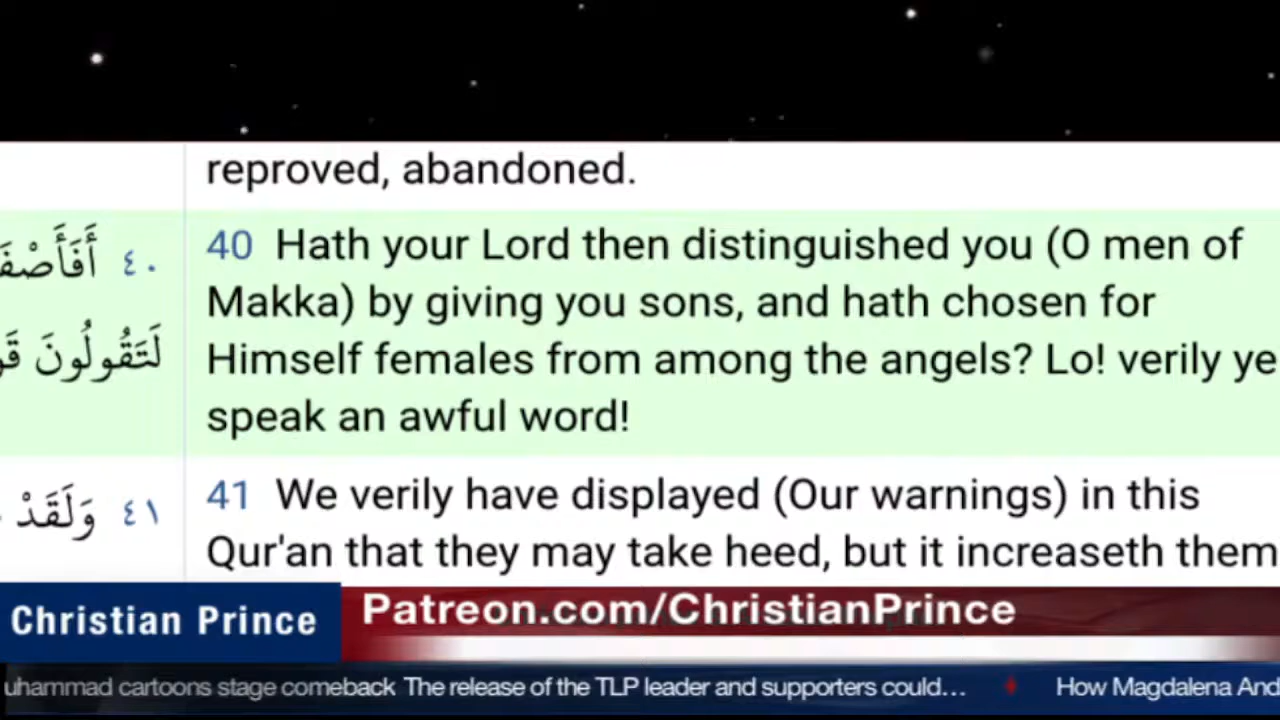 reproved, abandoned.
٤٠ أَفَأَصْفَ
40 Hath your Lord then distinguished you (O men of
Makka) by giving you sons, and hath chosen for
لَتَقُولُونَ قَ
Himself females from among the angels? Lo! verily ye
speak an awful word!
٤١ وَلَقَدْ
41 We verily have displayed (Our warnings) in this
Qur'an that they may take heed, but it increaseth them
Christian Prince
Patreon.com/ChristianPrince
uhammad cartoons stage comeback The release of the TLP leader and supporters could... How Magdalena And